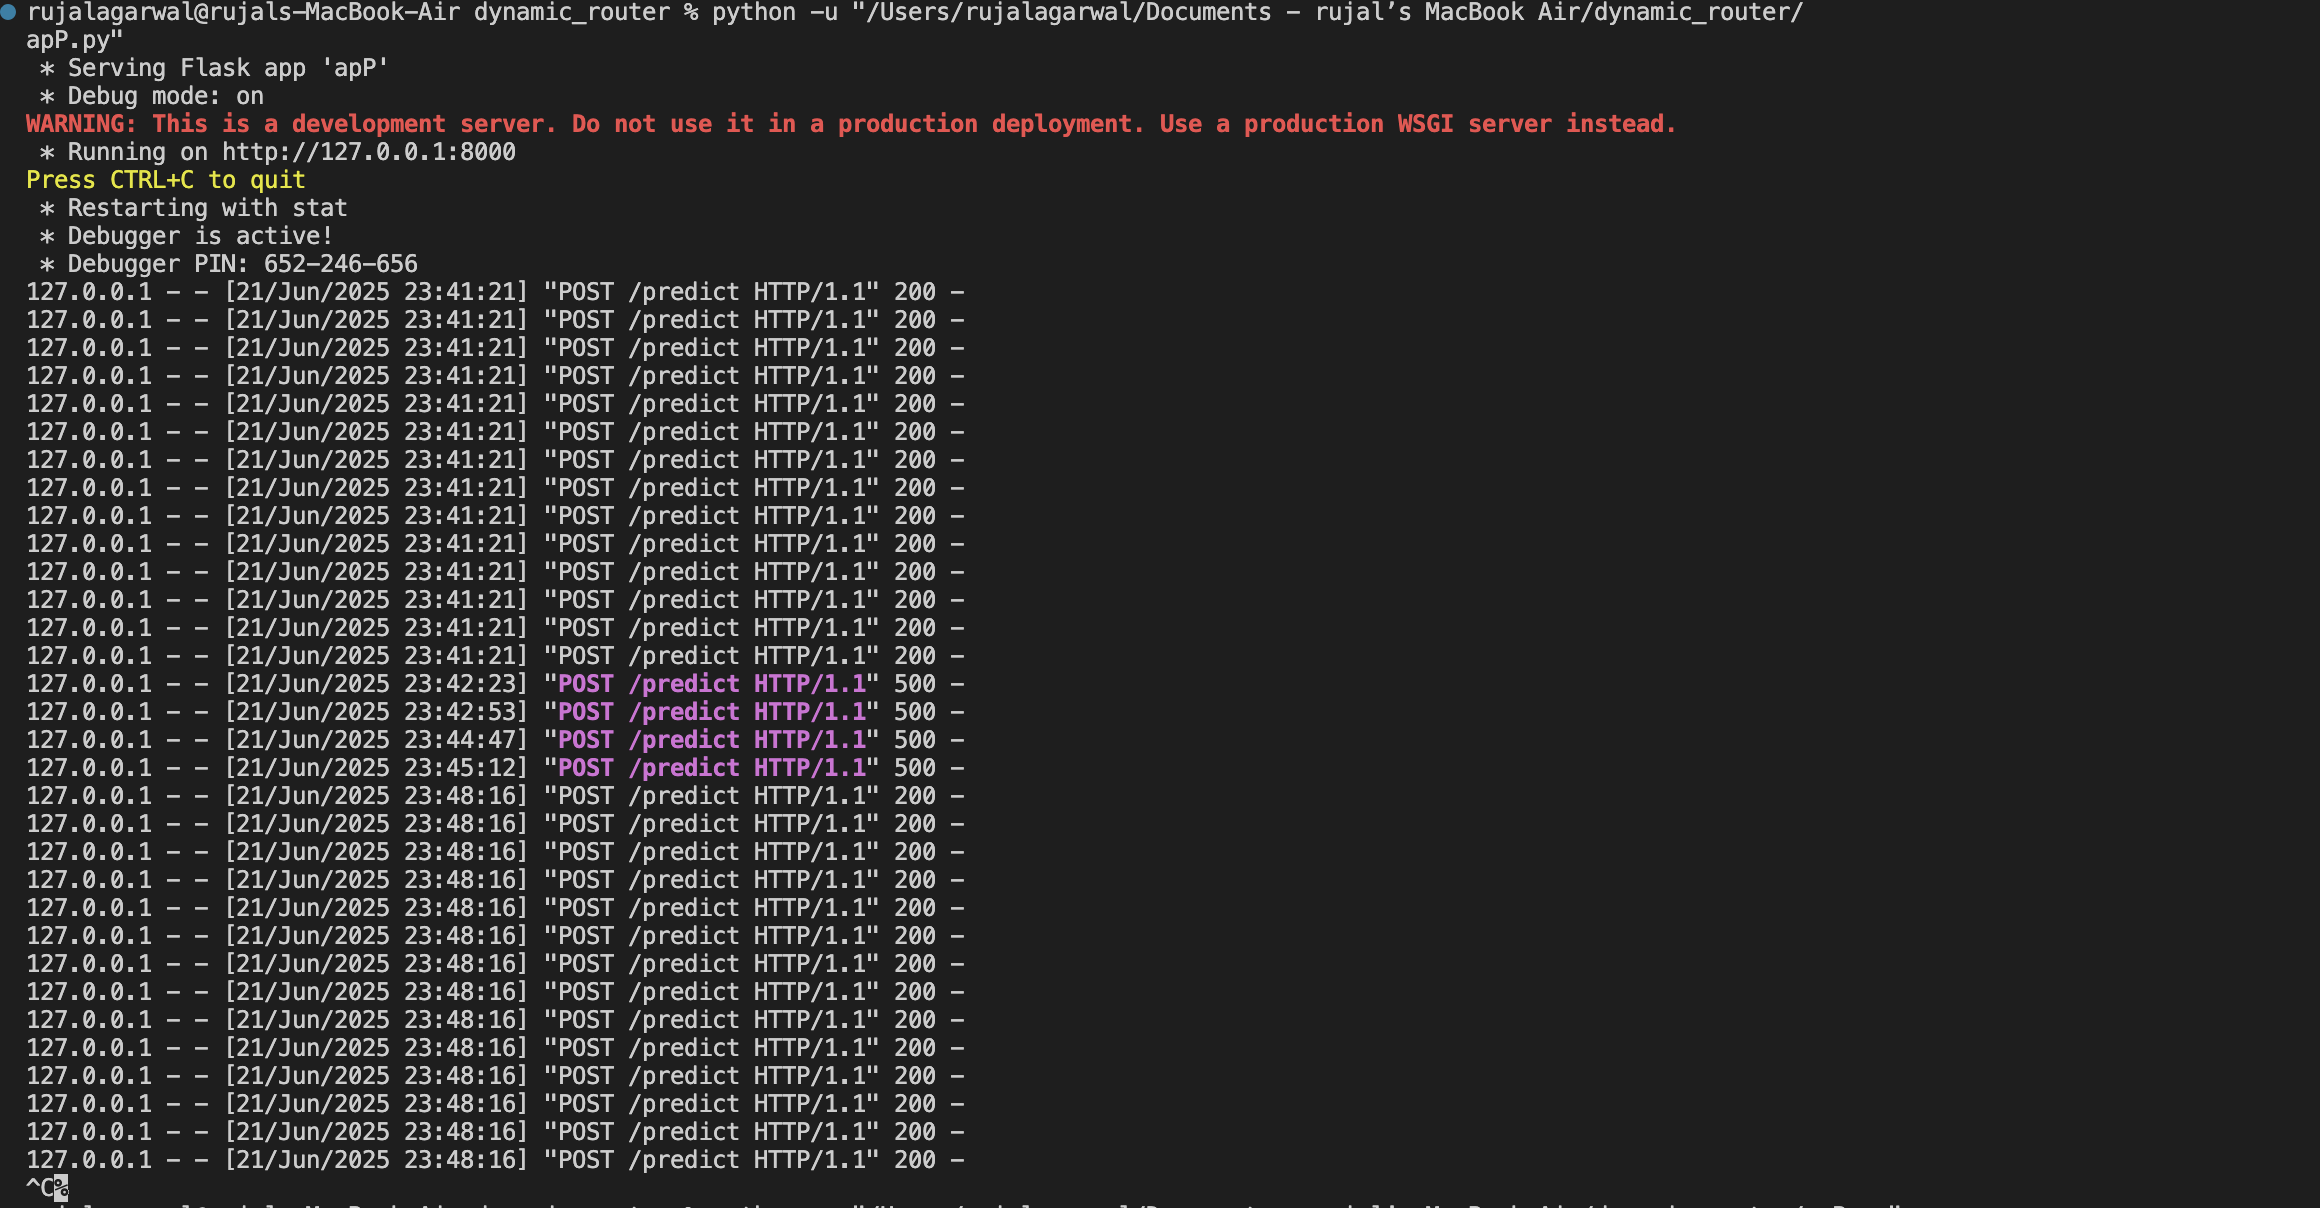 rujalagarwal@rujals-MacBook-Air dynamic_router % python -u "/Users/rujalagarwal/Documents - rujal’s MacBook Air/dynamic_router/
apP.py"
 * Serving Flask app 'apP'
 * Debug mode: on
WARNING: This is a development server. Do not use it in a production deployment. Use a production WSGI server instead.
 * Running on http://127.0.0.1:8000
Press CTRL+C to quit
 * Restarting with stat
 * Debugger is active!
 * Debugger PIN: 652-246-656
127.0.0.1 - - [21/Jun/2025 23:41:21] "POST /predict HTTP/1.1" 200 -
127.0.0.1 - - [21/Jun/2025 23:41:21] "POST /predict HTTP/1.1" 200 -
127.0.0.1 - - [21/Jun/2025 23:41:21] "POST /predict HTTP/1.1" 200 -
127.0.0.1 - - [21/Jun/2025 23:41:21] "POST /predict HTTP/1.1" 200 -
127.0.0.1 - - [21/Jun/2025 23:41:21] "POST /predict HTTP/1.1" 200 -
127.0.0.1 - - [21/Jun/2025 23:41:21] "POST /predict HTTP/1.1" 200 -
127.0.0.1 - - [21/Jun/2025 23:41:21] "POST /predict HTTP/1.1" 200 -
127.0.0.1 - - [21/Jun/2025 23:41:21] "POST /predict HTTP/1.1" 200 -
127.0.0.1 - - [21/Jun/2025 23:41:21] "POST /predict HTTP/1.1" 200 -
127.0.0.1 - - [21/Jun/2025 23:41:21] "POST /predict HTTP/1.1" 200 -
127.0.0.1 - - [21/Jun/2025 23:41:21] "POST /predict HTTP/1.1" 200 -
127.0.0.1 - - [21/Jun/2025 23:41:21] "POST /predict HTTP/1.1" 200 -
127.0.0.1 - - [21/Jun/2025 23:41:21] "POST /predict HTTP/1.1" 200 -
127.0.0.1 - - [21/Jun/2025 23:41:21] "POST /predict HTTP/1.1" 200 -
127.0.0.1 - - [21/Jun/2025 23:42:23] "POST /predict HTTP/1.1" 500 -
127.0.0.1 - - [21/Jun/2025 23:42:53] "POST /predict HTTP/1.1" 500 -
127.0.0.1 - - [21/Jun/2025 23:44:47] "POST /predict HTTP/1.1" 500 -
127.0.0.1 - - [21/Jun/2025 23:45:12] "POST /predict HTTP/1.1" 500 -
127.0.0.1 - - [21/Jun/2025 23:48:16] "POST /predict HTTP/1.1" 200 -
127.0.0.1 - - [21/Jun/2025 23:48:16] "POST /predict HTTP/1.1" 200 -
127.0.0.1 - - [21/Jun/2025 23:48:16] "POST /predict HTTP/1.1" 200 -
127.0.0.1 - - [21/Jun/2025 23:48:16] "POST /predict HTTP/1.1" 200 -
127.0.0.1 - - [21/Jun/2025 23:48:16] "POST /predict HTTP/1.1" 200 -
127.0.0.1 - - [21/Jun/2025 23:48:16] "POST /predict HTTP/1.1" 200 -
127.0.0.1 - - [21/Jun/2025 23:48:16] "POST /predict HTTP/1.1" 200 -
127.0.0.1 - - [21/Jun/2025 23:48:16] "POST /predict HTTP/1.1" 200 -
127.0.0.1 - - [21/Jun/2025 23:48:16] "POST /predict HTTP/1.1" 200 -
127.0.0.1 - - [21/Jun/2025 23:48:16] "POST /predict HTTP/1.1" 200 -
127.0.0.1 - - [21/Jun/2025 23:48:16] "POST /predict HTTP/1.1" 200 -
127.0.0.1 - - [21/Jun/2025 23:48:16] "POST /predict HTTP/1.1" 200 -
127.0.0.1 - - [21/Jun/2025 23:48:16] "POST /predict HTTP/1.1" 200 -
127.0.0.1 - - [21/Jun/2025 23:48:16] "POST /predict HTTP/1.1" 200 -
^C%